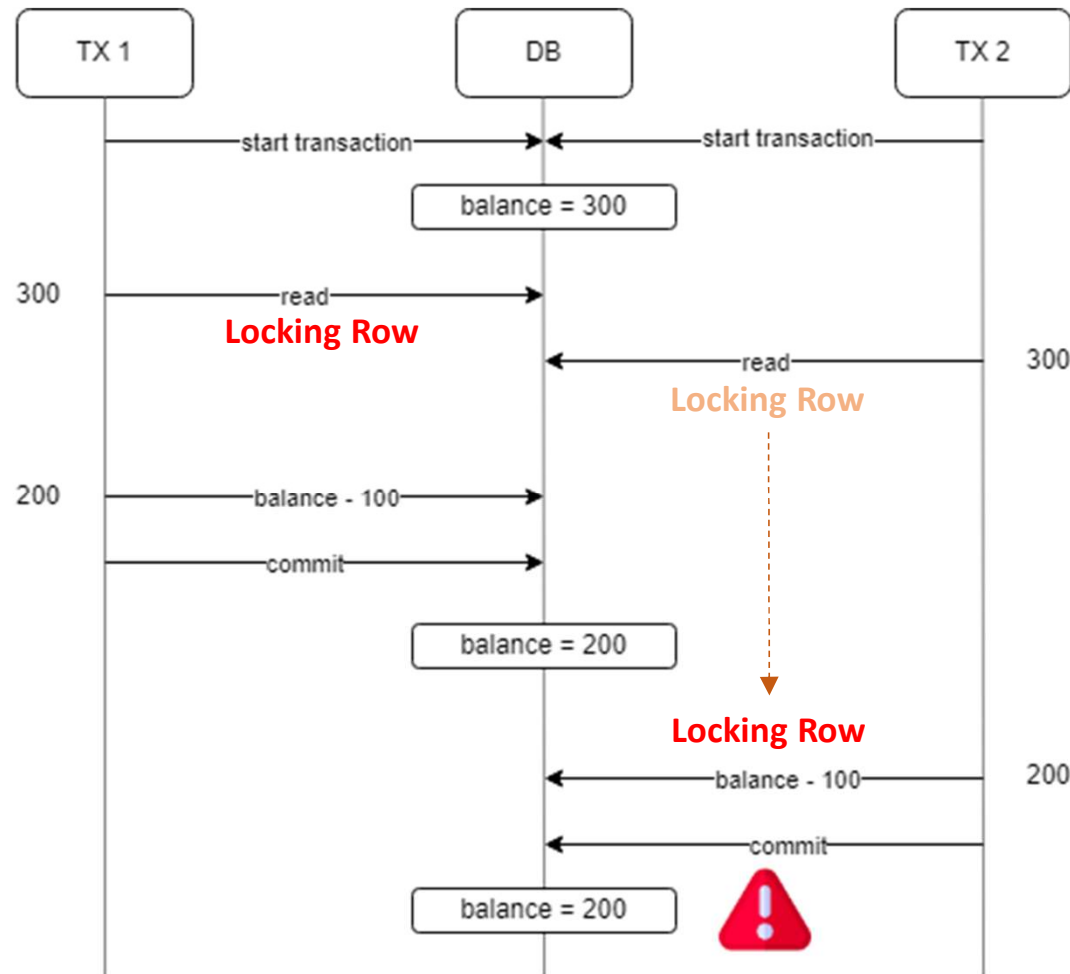 TX 1
DB
TX 2
start transaction
start transaction
balance = 300
300
read
Locking Row
read
300
Locking Row
200
balance - 100
commit
balance = 200
Locking Row
balance - 100
200
commit
balance = 200